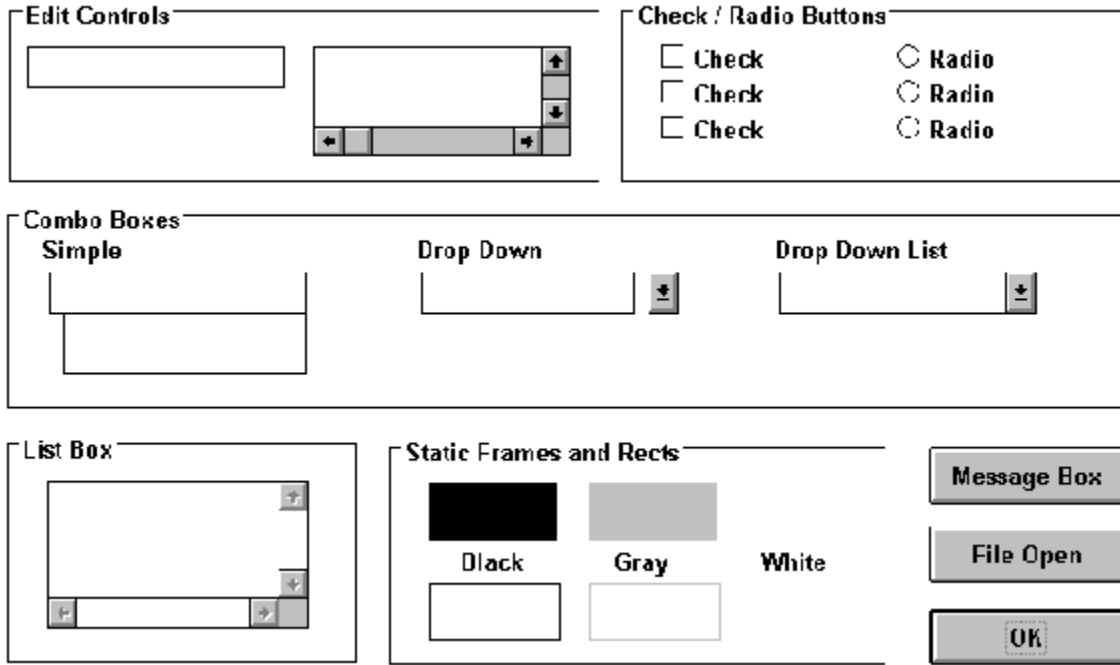 Edit Controls
Check / Radio Buttons
Check
Radio
Check
Radio
Check
Radio
Combo Boxes
Simple
Drop Down
Drop Down List
List Box
Static Frames and Rects
Black
Gray
White
Message Box
File Open
OK